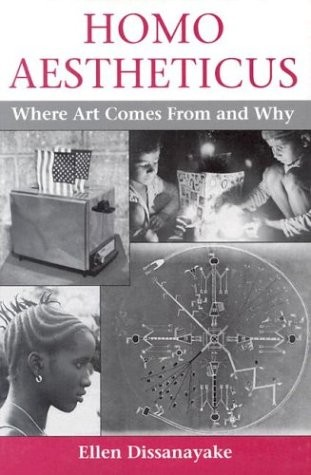 HOMO
AESTHETICUS
Where Art Comes From and Why
Ellen Dissanayake